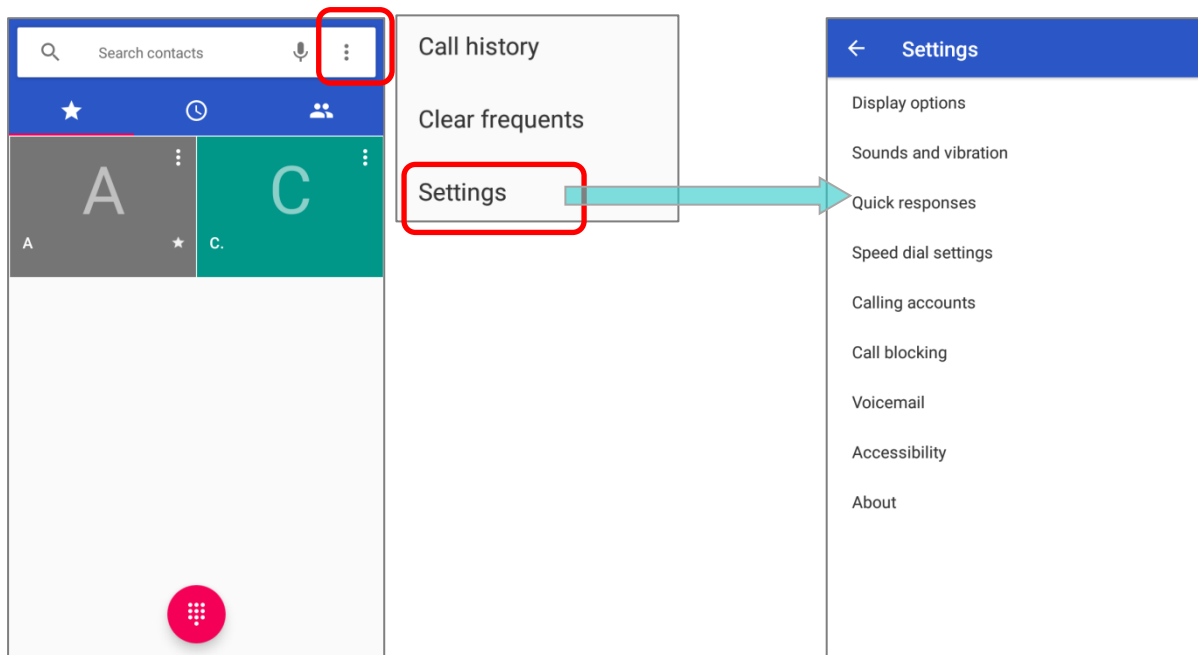 Search contacts
A
C
A
C.
Call history
Clear frequents
Settings
Settings
Display options
Sounds and vibration
Quick responses
Speed dial settings
Calling accounts
Call blocking
Voicemail
Accessibility
About